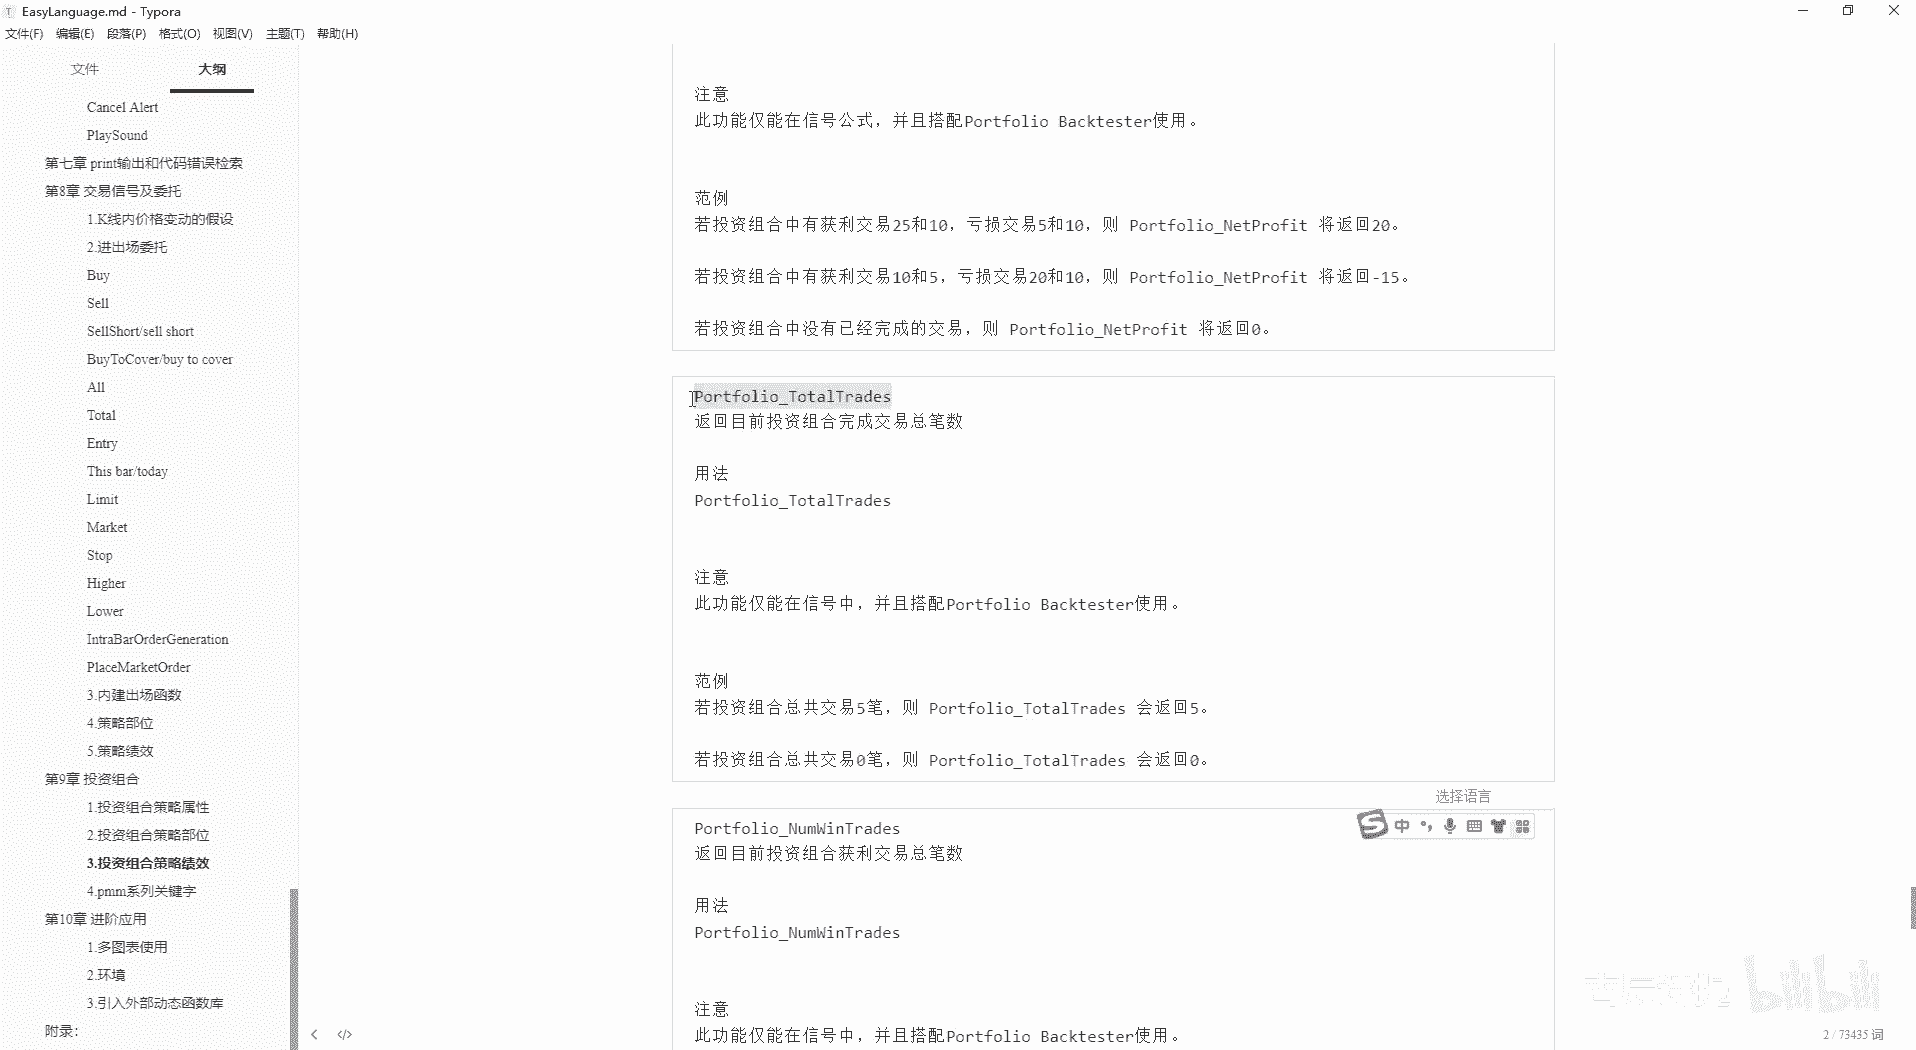 EasyLanguage.md - Typora
文件(F) 编辑(E) 段落(P) 格式(O) 视图(V) 主题(T) 帮助(H)
文件 大纲
Cancel Alert
PlaySound
第七章 print输出和代码错误检索
第8章 交易信号及委托
1.K线内价格变动的假设
2.进出场委托
Buy
Sell
SellShort/sell short
BuyToCover/buy to cover
All
Total
Entry
This bar/today
Limit
Market
Stop
Higher
Lower
IntraBarOrderGeneration
PlaceMarketOrder
3.内建出场函数
4.策略部位
5.策略绩效
第9章 投资组合
1.投资组合策略属性
2.投资组合策略部位
3.投资组合策略绩效
4.pmm系列关键字
第10章 进阶应用
1.多图表使用
2.环境
3.引入外部动态函数库
附录：
注意
此功能仅能在信号公式，并且搭配Portfolio Backtester使用。
范例
若投资组合中有获利交易25和10，亏损交易5和10，则 Portfolio_NetProfit 将返回20。
若投资组合中有获利交易10和5，亏损交易20和10，则 Portfolio_NetProfit 将返回-15。
若投资组合中没有已经完成的交易，则 Portfolio_NetProfit 将返回0。
Portfolio_TotalTrades
返回目前投资组合完成交易总笔数
用法
Portfolio_TotalTrades
注意
此功能仅能在信号中，并且搭配Portfolio Backtester使用。
范例
若投资组合总共交易5笔，则 Portfolio_TotalTrades 会返回5。
若投资组合总共交易0笔，则 Portfolio_TotalTrades 会返回0。
选择语言
中
Portfolio_NumWinTrades
返回目前投资组合获利交易总笔数
用法
Portfolio_NumWinTrades
注意
此功能仅能在信号中，并且搭配Portfolio Backtester使用。
bilibili
2 / 73435 词